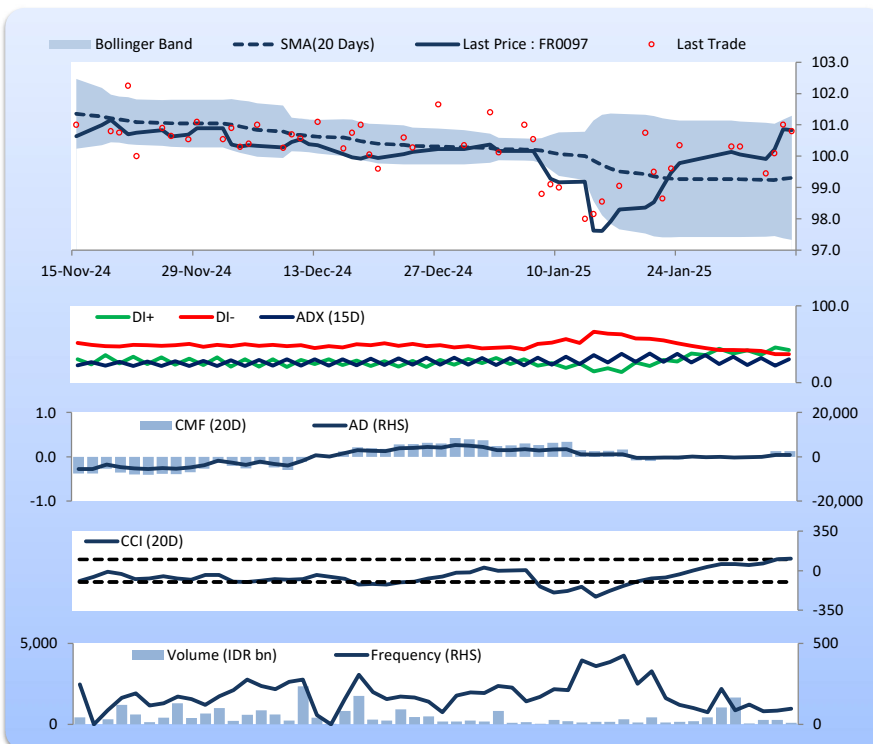 Bollinger Band SMA(20 Days) Last Price : FR0097 Last Trade
103.0
102.0
101.0
100.0
99.0
98.0
97.0
15-Nov-24 29-Nov-24 13-Dec-24 27-Dec-24 10-Jan-25 24-Jan-25
DI+ DI- ADX (15D)
100.0
0.0
1.0 CMF (20D) AD (RHS) 20,000
0.0 0
-1.0 -20,000
CCI (20D)
350
0
-350
5,000 Volume (IDR bn) Frequency (RHS) 500
0 0